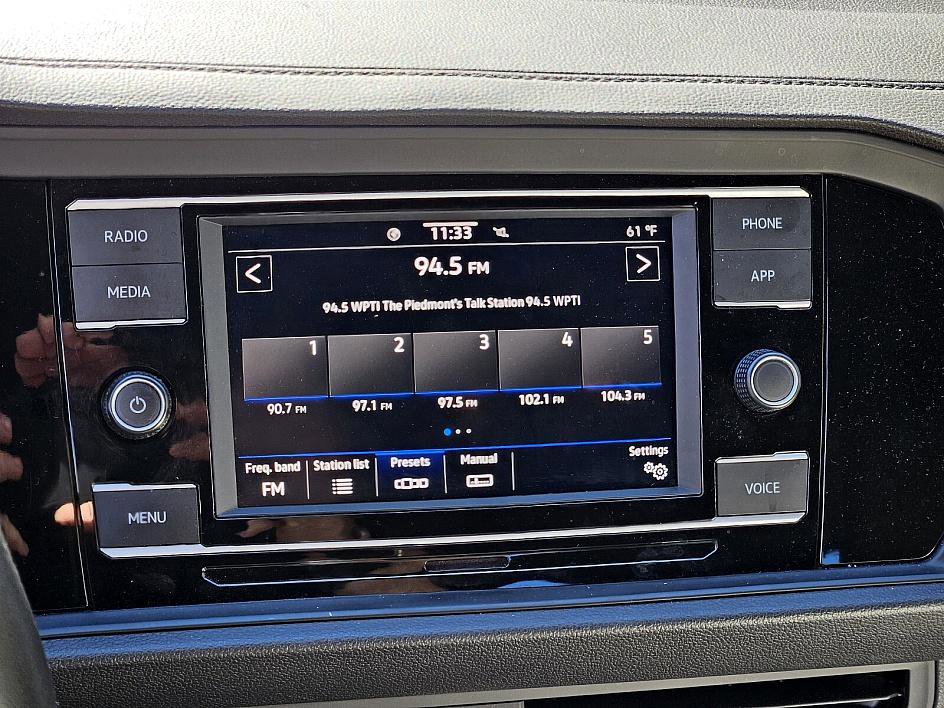 RADIO
MEDIA
MENU
11:33
61 °F
<
94.5 FM
>
94.5 WPTI The Piedmont's Talk Station 94.5 WPTI
1 2 3 4 5
90.7 FM 97.1 FM 97.5 FM 102.1 FM 104.3 FM
Freq. band Station list Presets Manual Settings
FM
PHONE
APP
VOICE